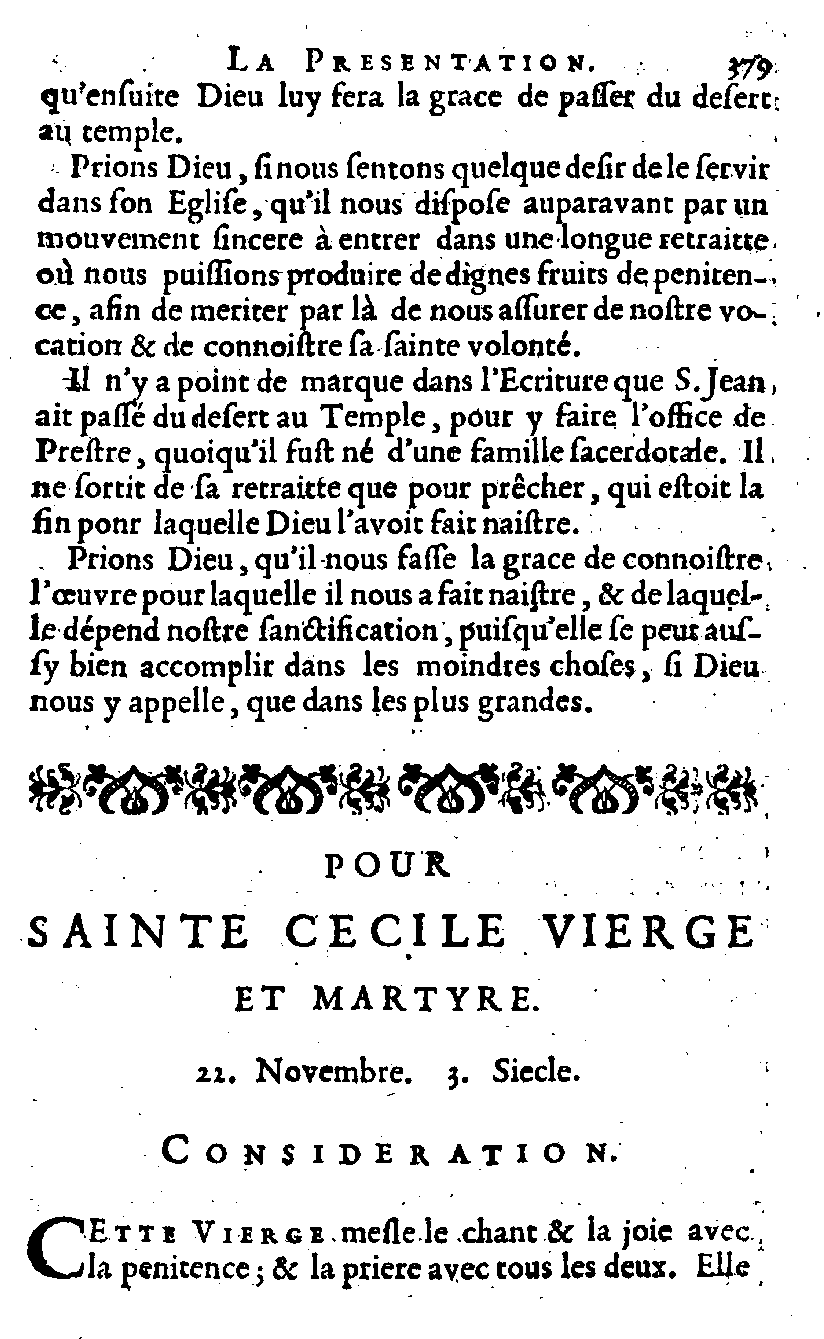 LA PRESENTATION. 379
qu'enſuite Dieu luy fera la grace de paſſer du deſert
au temple.
Prions Dieu, ſi nous ſentons quelque deſir de le ſervir
dans ſon Egliſe, qu'il nous diſpoſe auparavant par un
mouvement ſincere à entrer dans une longue retraitte
où nous puiſſions produire de dignes fruits de peniten-
ce, afin de meriter par là de nous aſſurer de noſtre vo-
cation & de connoiſtre ſa ſainte volonté.
Il n'y a point de marque dans l'Ecriture que S. Jean
ait paſſé du deſert au Temple, pour y faire l'office de
Preſtre, quoiqu'il fuſt né d'une famille ſacerdotale. Il
ne ſortit de ſa retraitte que pour prêcher, qui eſtoit la
fin ponr laquelle Dieu l'avoit fait naiſtre.
Prions Dieu, qu'il nous faſſe la grace de connoiſtre
l'œuvre pour laquelle il nous a fait naiſtre, & de laquel-
le dépend noſtre ſanctification, puiſqu'elle ſe peut auſ-
ſy bien accomplir dans les moindres choſes, ſi Dieu
nous y appelle, que dans les plus grandes.
POUR
SAINTE CECILE VIERGE
ET MARTYRE.
22. Novembre. 3. Siecle.
CONSIDERATION.
CETTE VIERGE meſle le chant & la joie avec
la penitence; & la priere avec tous les deux. Elle